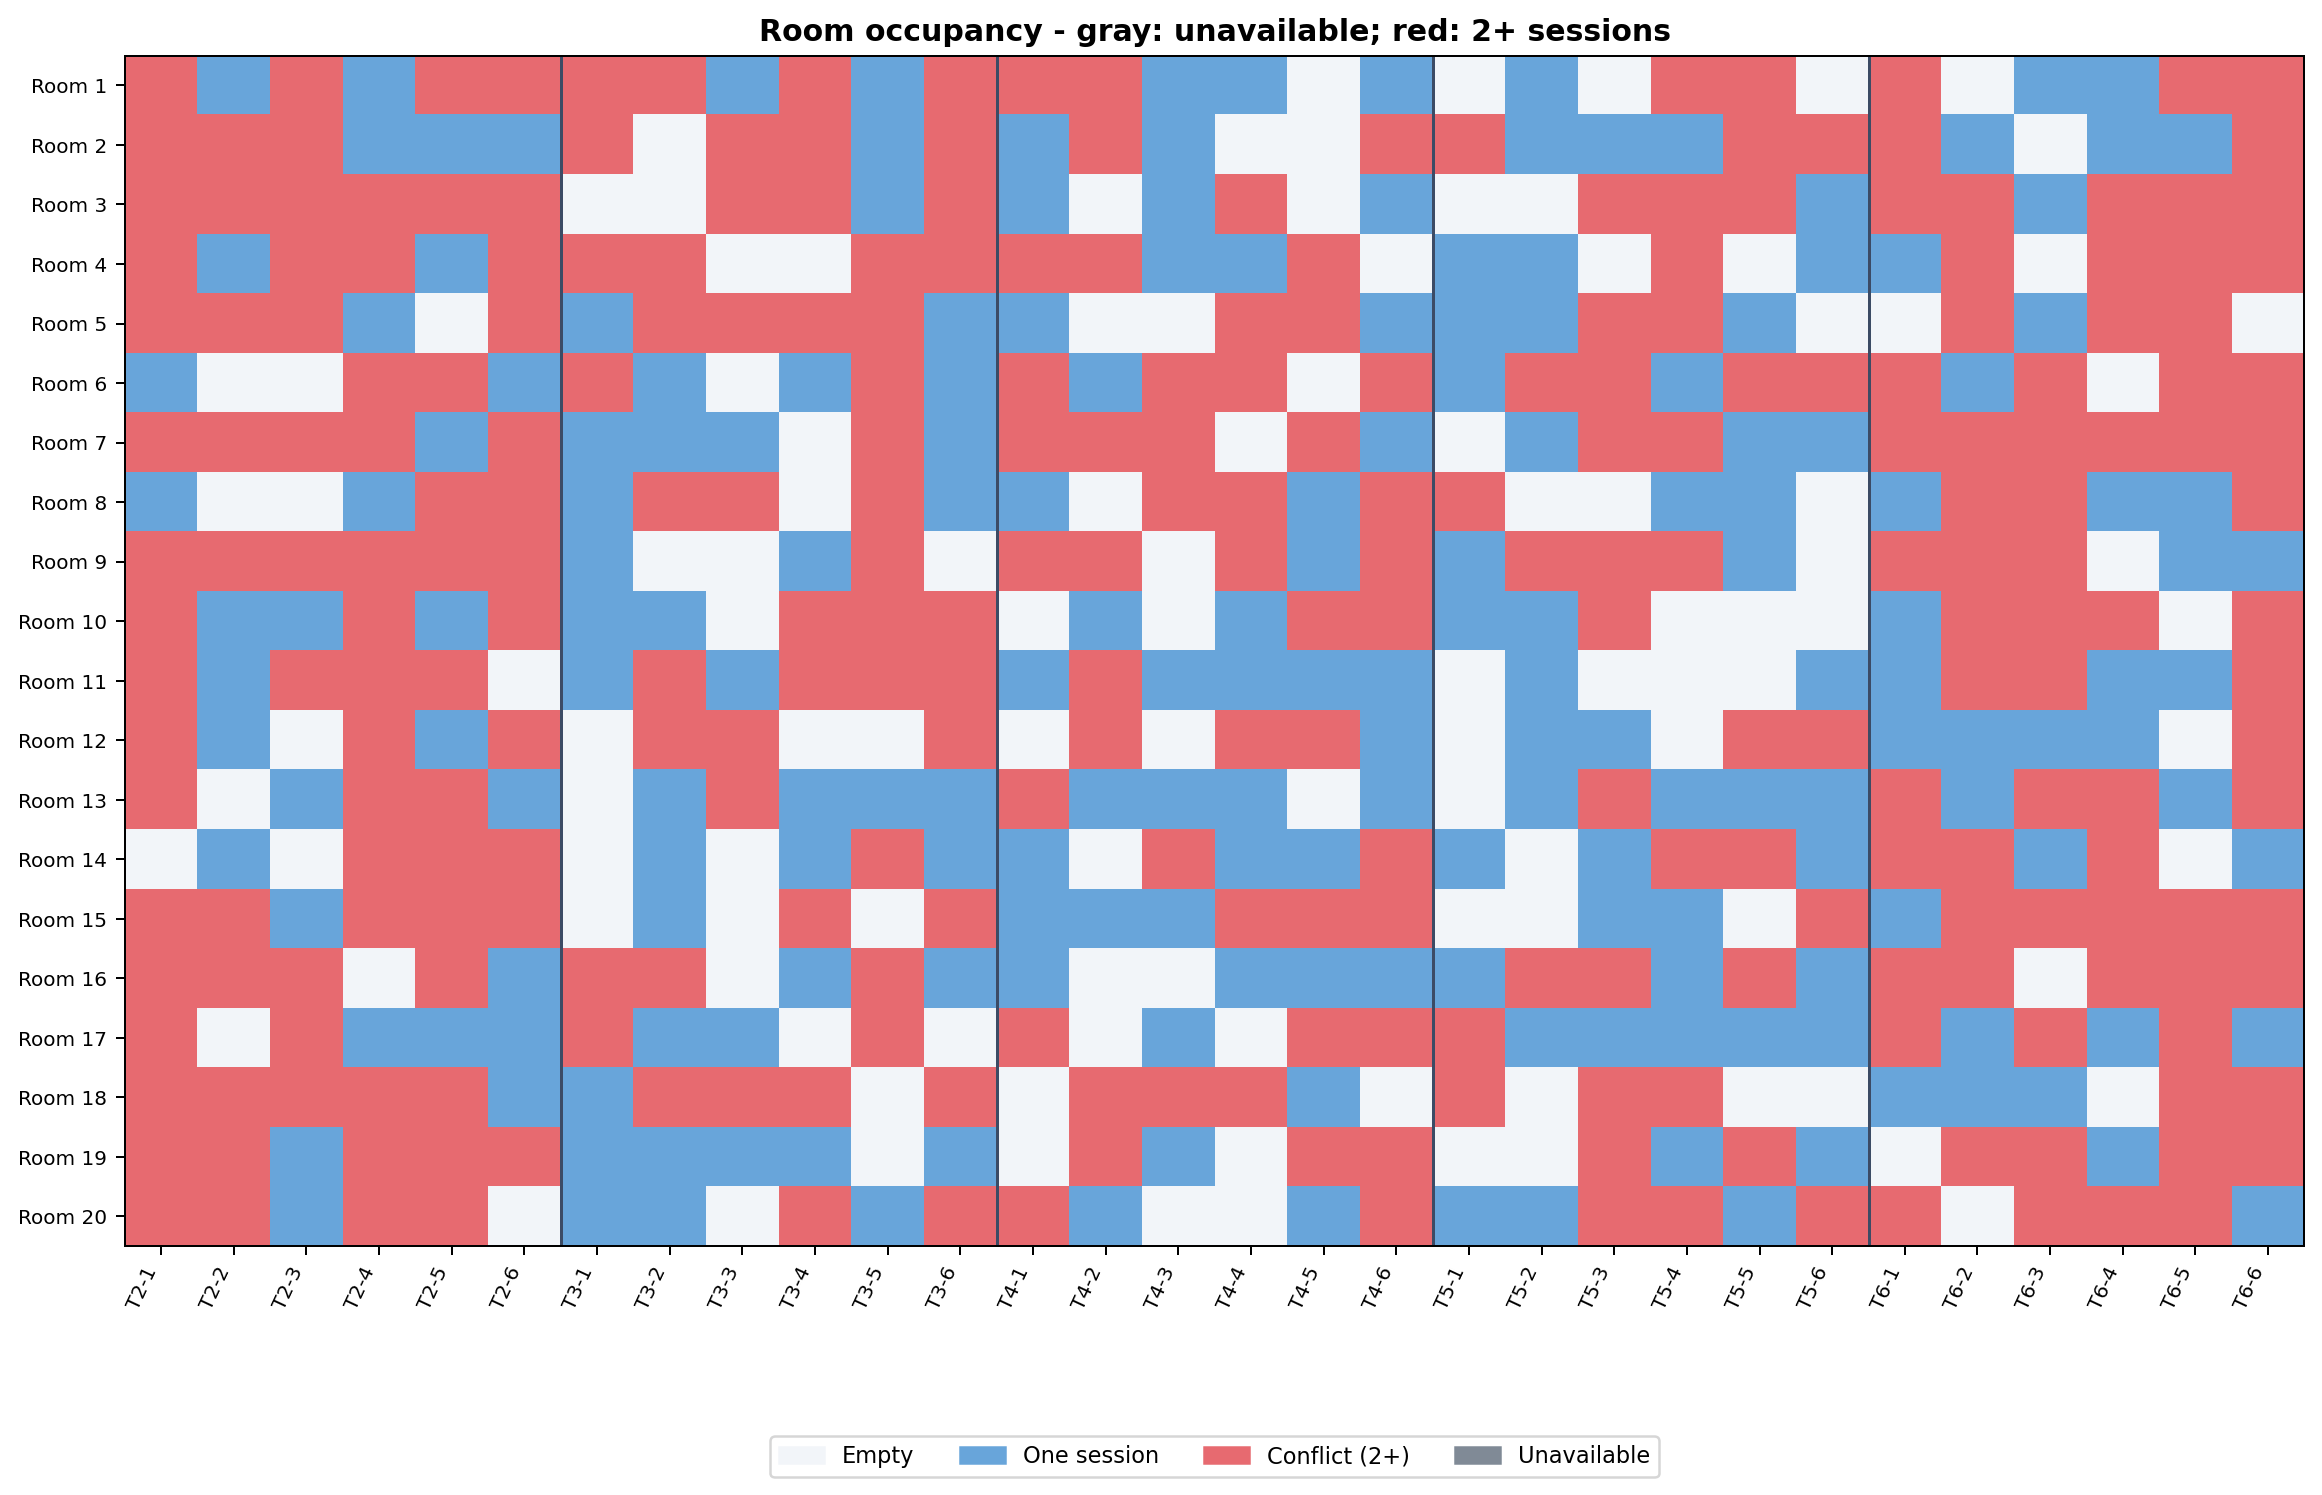 Room occupancy - gray: unavailable; red: 2+ sessions
Room 1
Room 2
Room 3
Room 4
Room 5
Room 6
Room 7
Room 8
Room 9
Room 10
Room 11
Room 12
Room 13
Room 14
Room 15
Room 16
Room 17
Room 18
Room 19
Room 20
T2-1 T2-2 T2-3 T2-4 T2-5 T2-6 T3-1 T3-2 T3-3 T3-4 T3-5 T3-6 T4-1 T4-2 T4-3 T4-4 T4-5 T4-6 T5-1 T5-2 T5-3 T5-4 T5-5 T5-6 T6-1 T6-2 T6-3 T6-4 T6-5 T6-6
Empty One session Conflict (2+) Unavailable